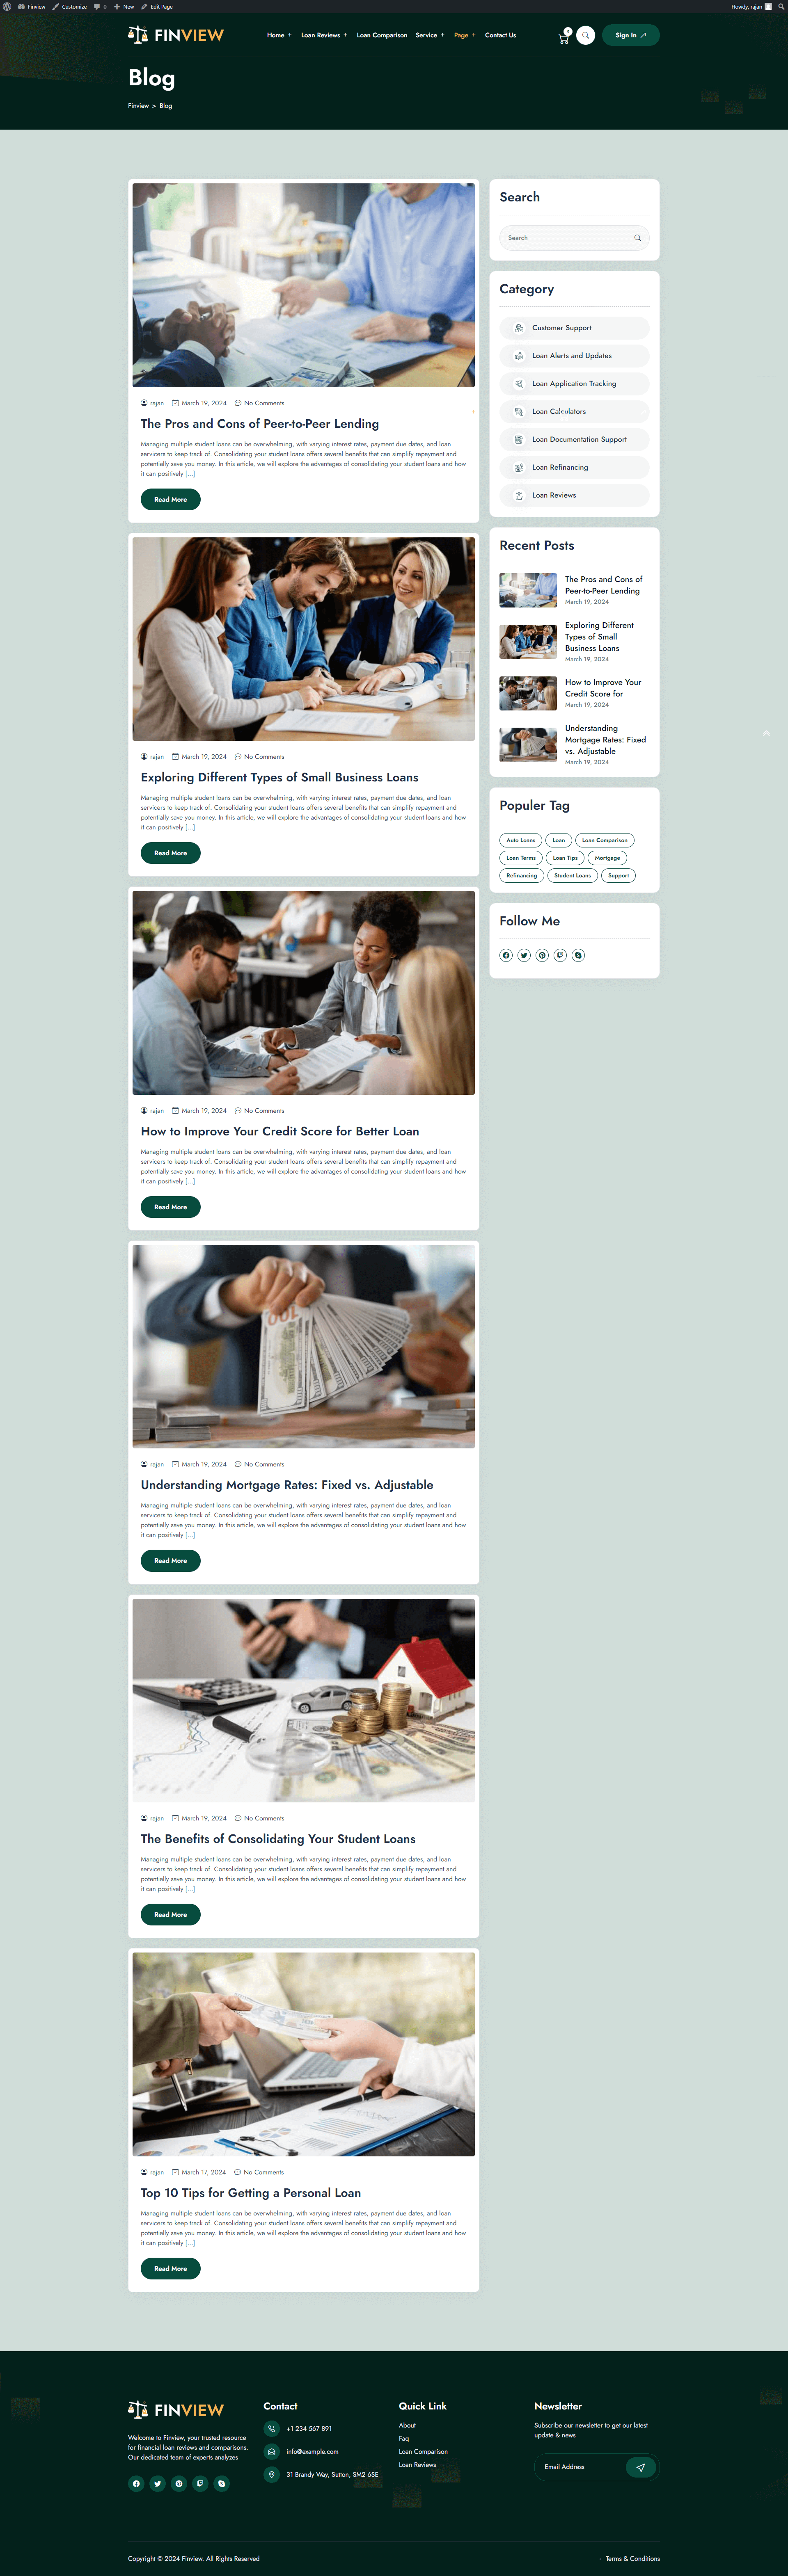 Finview Customize 0 New Edit Page Howdy, rajan
FINVIEW Home + Loan Reviews + Loan Comparison Service + Page + Contact Us Sign In
Blog
Finview > Blog
rajan March 19, 2024 No Comments
The Pros and Cons of Peer-to-Peer Lending
Managing multiple student loans can be overwhelming, with varying interest rates, payment due dates, and loan
servicers to keep track of. Consolidating your student loans offers several benefits that can simplify repayment and
potentially save you money. In this article, we will explore the advantages of consolidating your student loans and how
it can positively [...]
Read More
rajan March 19, 2024 No Comments
Exploring Different Types of Small Business Loans
Managing multiple student loans can be overwhelming, with varying interest rates, payment due dates, and loan
servicers to keep track of. Consolidating your student loans offers several benefits that can simplify repayment and
potentially save you money. In this article, we will explore the advantages of consolidating your student loans and how
it can positively [...]
Read More
rajan March 19, 2024 No Comments
How to Improve Your Credit Score for Better Loan
Managing multiple student loans can be overwhelming, with varying interest rates, payment due dates, and loan
servicers to keep track of. Consolidating your student loans offers several benefits that can simplify repayment and
potentially save you money. In this article, we will explore the advantages of consolidating your student loans and how
it can positively [...]
Read More
rajan March 19, 2024 No Comments
Understanding Mortgage Rates: Fixed vs. Adjustable
Managing multiple student loans can be overwhelming, with varying interest rates, payment due dates, and loan
servicers to keep track of. Consolidating your student loans offers several benefits that can simplify repayment and
potentially save you money. In this article, we will explore the advantages of consolidating your student loans and how
it can positively [...]
Read More
rajan March 19, 2024 No Comments
The Benefits of Consolidating Your Student Loans
Managing multiple student loans can be overwhelming, with varying interest rates, payment due dates, and loan
servicers to keep track of. Consolidating your student loans offers several benefits that can simplify repayment and
potentially save you money. In this article, we will explore the advantages of consolidating your student loans and how
it can positively [...]
Read More
rajan March 17, 2024 No Comments
Top 10 Tips for Getting a Personal Loan
Managing multiple student loans can be overwhelming, with varying interest rates, payment due dates, and loan
servicers to keep track of. Consolidating your student loans offers several benefits that can simplify repayment and
potentially save you money. In this article, we will explore the advantages of consolidating your student loans and how
it can positively [...]
Read More
Search
Search
Category
Customer Support
Loan Alerts and Updates
Loan Application Tracking
Loan Calculators
Loan Documentation Support
Loan Refinancing
Loan Reviews
Recent Posts
The Pros and Cons of
Peer-to-Peer Lending
March 19, 2024
Exploring Different
Types of Small
Business Loans
March 19, 2024
How to Improve Your
Credit Score for
March 19, 2024
Understanding
Mortgage Rates: Fixed
vs. Adjustable
March 19, 2024
Populer Tag
Auto Loans Loan Loan Comparison
Loan Terms Loan Tips Mortgage
Refinancing Student Loans Support
Follow Me
FINVIEW
Welcome to Finview, your trusted resource
for financial loan reviews and comparisons.
Our dedicated team of experts analyzes
Contact
+1 234 567 891
info@example.com
31 Brandy Way, Sutton, SM2 6SE
Quick Link
About
Faq
Loan Comparison
Loan Reviews
Newsletter
Subscribe our newsletter to get our latest
update & news
Email Address
Copyright © 2024 Finview. All Rights Reserved
Terms & Conditions